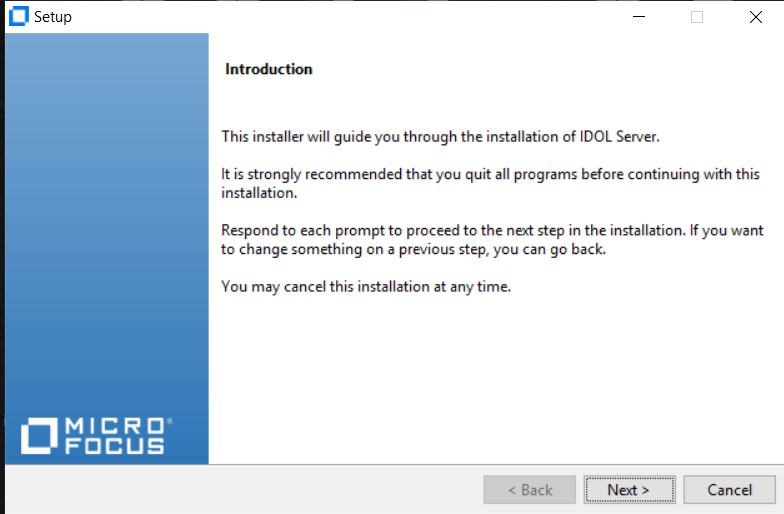 Setup
Introduction
This installer will guide you through the installation of IDOL Server.
It is strongly recommended that you quit all programs before continuing with this
installation.
Respond to each prompt to proceed to the next step in the installation. If you want
to change something on a previous step, you can go back.
You may cancel this installation at any time.
MICRO®
FOCUS
< Back
Next >
Cancel